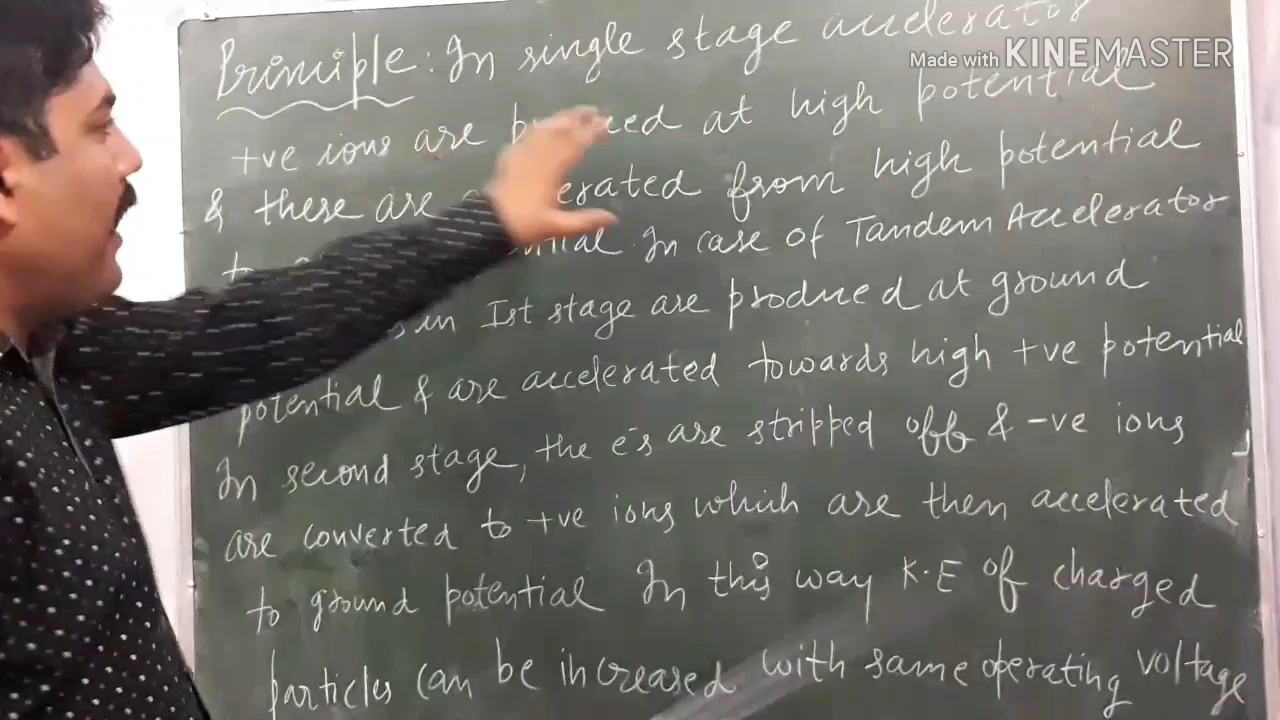 Made with KINEMASTER
Principle: In single stage accelerator
+ve ions are at high potential
& these are from high potential
In case of Tandem Accelerator
in Ist stage are produced at ground
potential & are accelerated towards high +ve potential
In second stage, the e⁻s are stripped off & -ve ions
are converted to +ve ions which are then accelerated
to ground potential In this way K.E of charged
particles can be increased with same operating voltage